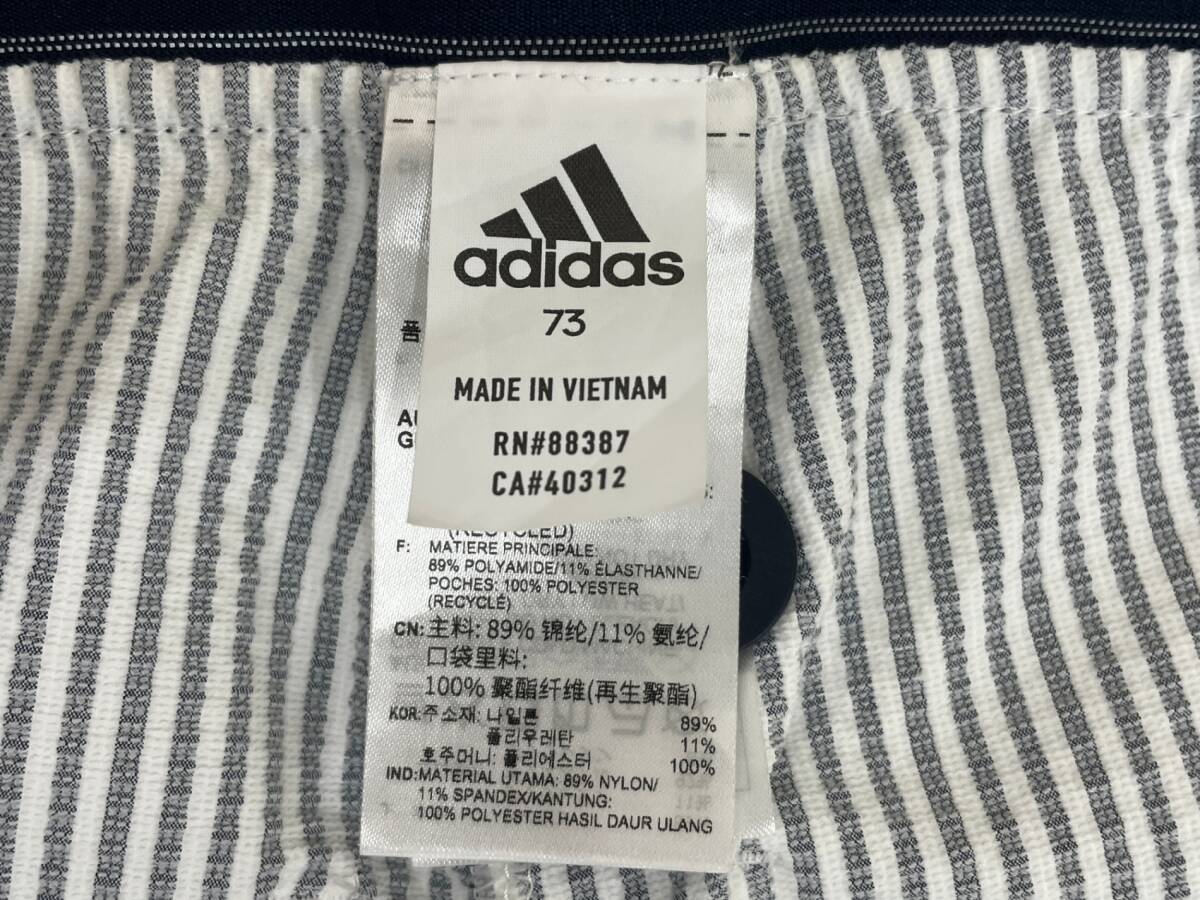 adidas
73
MADE IN VIETNAM
RN#88387
CA#40312
품
AU
G
(RECYCLED)
F: MATIERE PRINCIPALE:
89% POLYAMIDE/11% ÉLASTHANNE/
POCHES: 100% POLYESTER
(RECYCLÉ)
CN: 主料: 89% 锦纶/11% 氨纶/
口袋里料:
100% 聚酯纤维(再生聚酯)
KOR: 주소재: 나일론 89%
폴리우레탄 11%
호주머니: 폴리에스터 100%
IND: MATERIAL UTAMA: 89% NYLON/
11% SPANDEX/KANTUNG:
100% POLYESTER HASIL DAUR ULANG